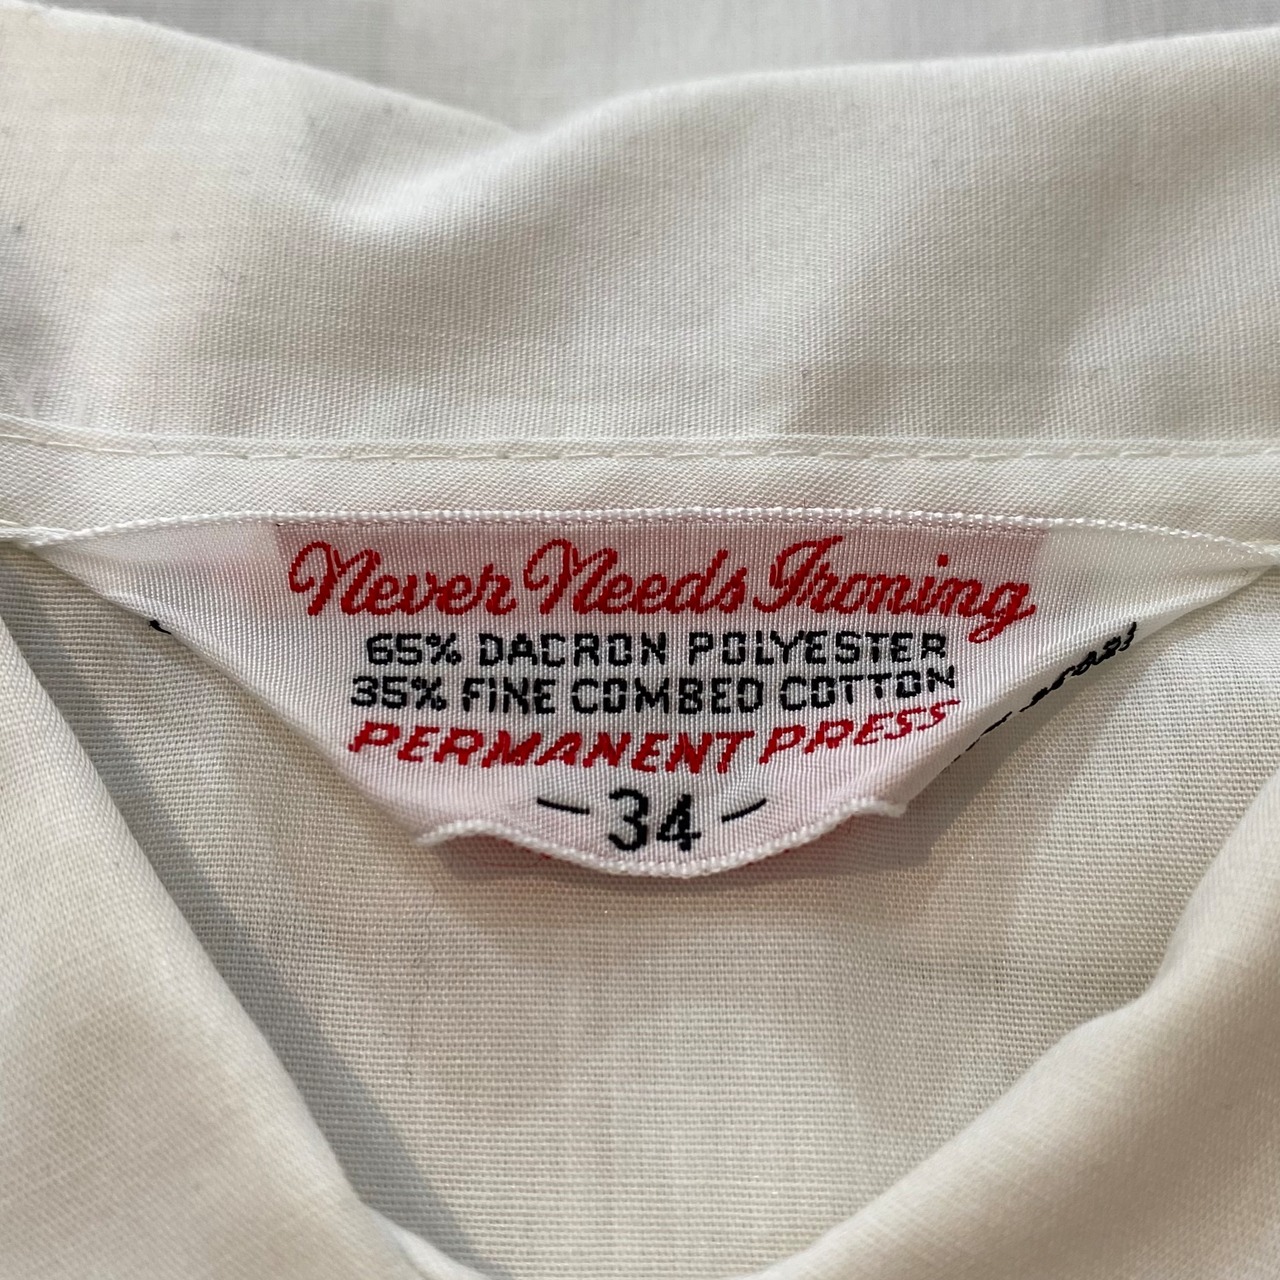 Never Needs Ironing
65% DACRON POLYESTER
35% FINE COMBED COTTON
PERMANENT PRESS
-34-